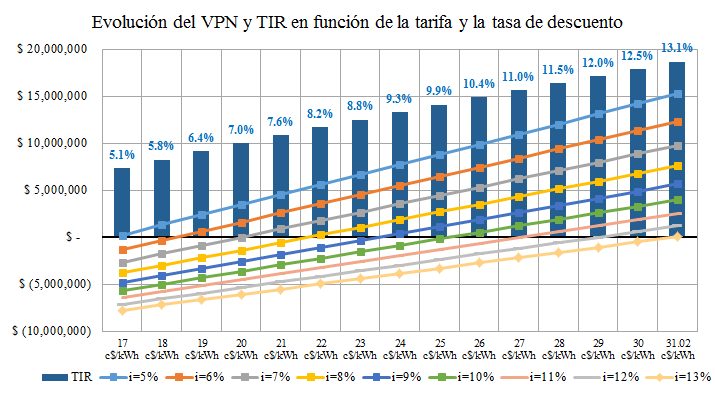 Evolución del VPN y TIR en función de la tarifa y la tasa de descuento
$ 20,000,000
$ 15,000,000
$ 10,000,000
$ 5,000,000
$ -
$ (5,000,000)
$ (10,000,000)
5.1% 5.8% 6.4% 7.0% 7.6% 8.2% 8.8% 9.3% 9.9% 10.4% 11.0% 11.5% 12.0% 12.5% 13.1%
17 18 19 20 21 22 23 24 25 26 27 28 29 30 31.02
c$/kWh c$/kWh c$/kWh c$/kWh c$/kWh c$/kWh c$/kWh c$/kWh c$/kWh c$/kWh c$/kWh c$/kWh c$/kWh c$/kWh c$/kWh
TIR i=5% i=6% i=7% i=8% i=9% i=10% i=11% i=12% i=13%